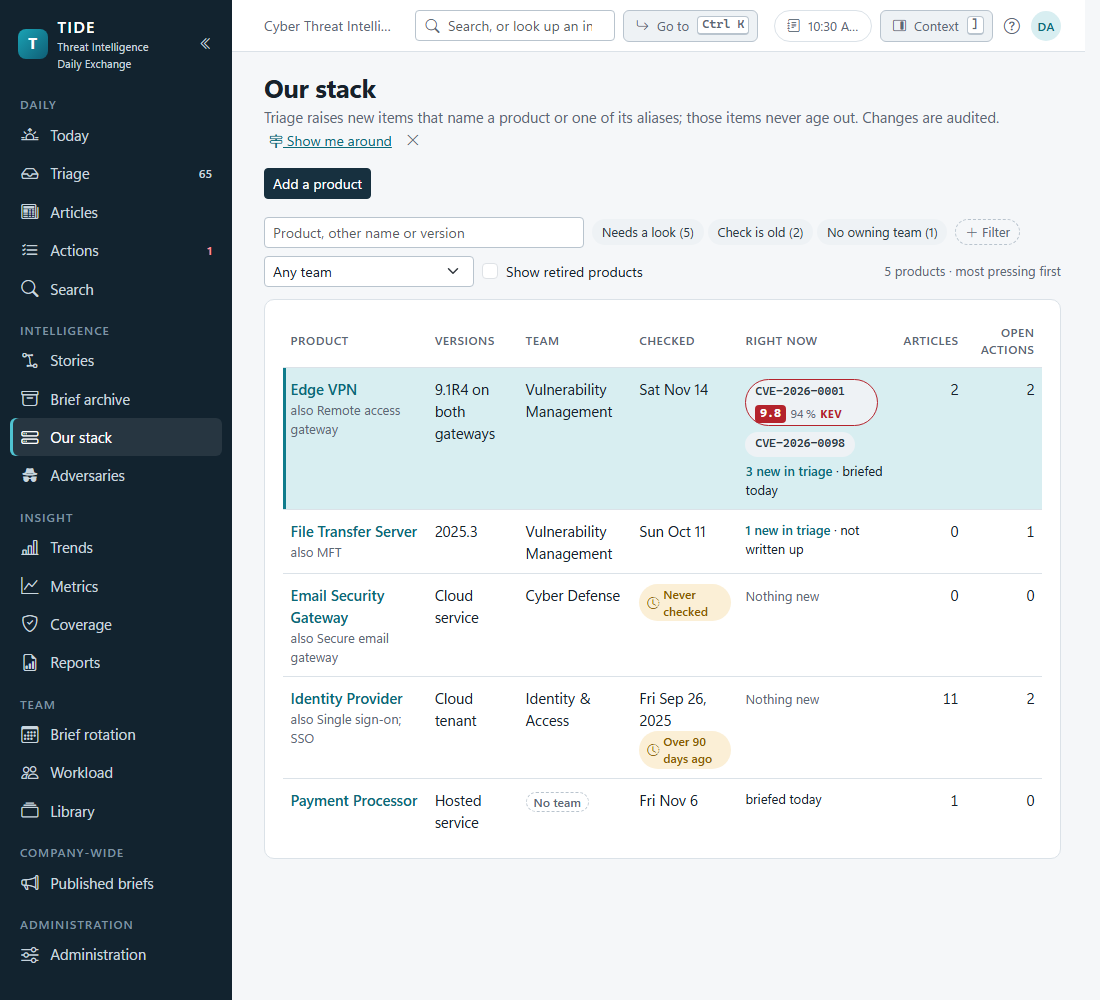 T
TIDE
Threat Intelligence
Daily Exchange
DAILY
Today
Triage 65
Articles
Actions 1
Search
INTELLIGENCE
Stories
Brief archive
Our stack
Adversaries
INSIGHT
Trends
Metrics
Coverage
Reports
TEAM
Brief rotation
Workload
Library
COMPANY-WIDE
Published briefs
ADMINISTRATION
Administration
Cyber Threat Intelli... Search, or look up an in Go to Ctrl K 10:30 A... Context ] ? DA
Our stack
Triage raises new items that name a product or one of its aliases; those items never age out. Changes are audited.
Show me around
Add a product
Product, other name or version Needs a look (5) Check is old (2) No owning team (1) + Filter
Any team Show retired products 5 products · most pressing first
PRODUCT VERSIONS TEAM CHECKED RIGHT NOW ARTICLES OPEN
ACTIONS
Edge VPN
also Remote access
gateway
9.1R4 on
both
gateways
Vulnerability
Management
Sat Nov 14
CVE-2026-0001
9.8 94 % KEV
CVE-2026-0098
3 new in triage · briefed
today
2
2
File Transfer Server
also MFT
2025.3
Vulnerability
Management
Sun Oct 11
1 new in triage · not
written up
0
1
Email Security
Gateway
also Secure email
gateway
Cloud
service
Cyber Defense
Never
checked
Nothing new
0
0
Identity Provider
also Single sign-on;
SSO
Cloud
tenant
Identity &
Access
Fri Sep 26,
2025
Over 90
days ago
Nothing new
11
2
Payment Processor
Hosted
service
No team
Fri Nov 6
briefed today
1
0